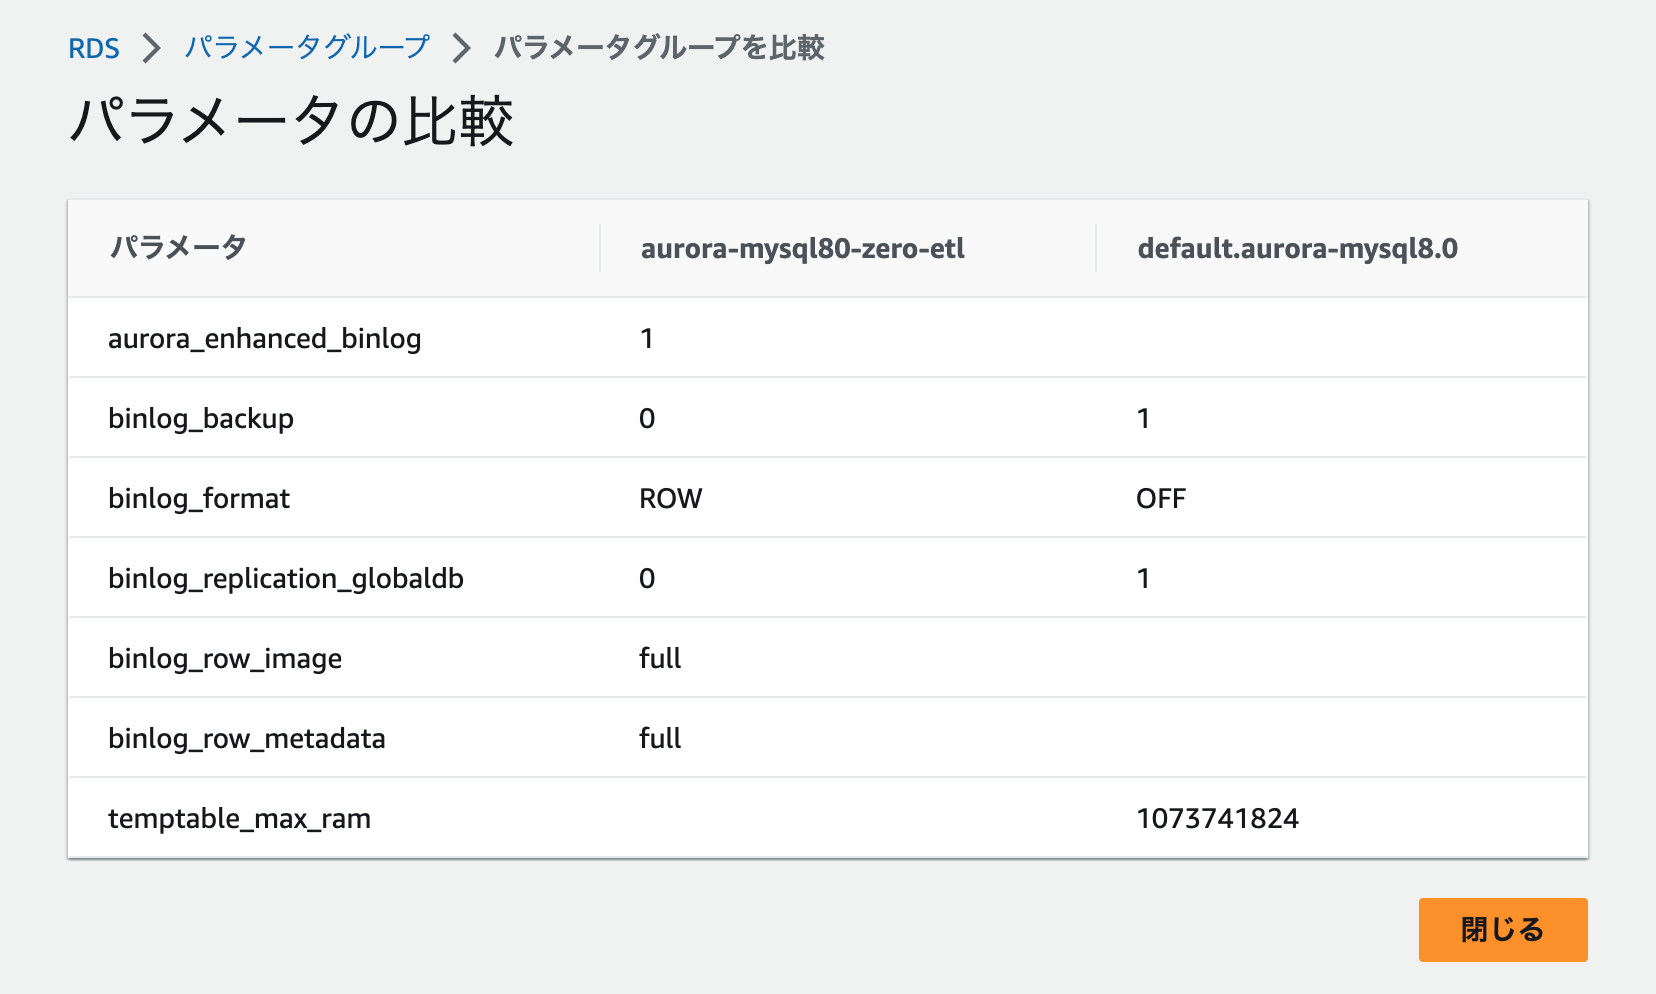 RDS > パラメータグループ > パラメータグループを比較
パラメータの比較
パラメータ aurora-mysql80-zero-etl default.aurora-mysql8.0
aurora_enhanced_binlog 1
binlog_backup 0 1
binlog_format ROW OFF
binlog_replication_globaldb 0 1
binlog_row_image full
binlog_row_metadata full
temptable_max_ram 1073741824
閉じる